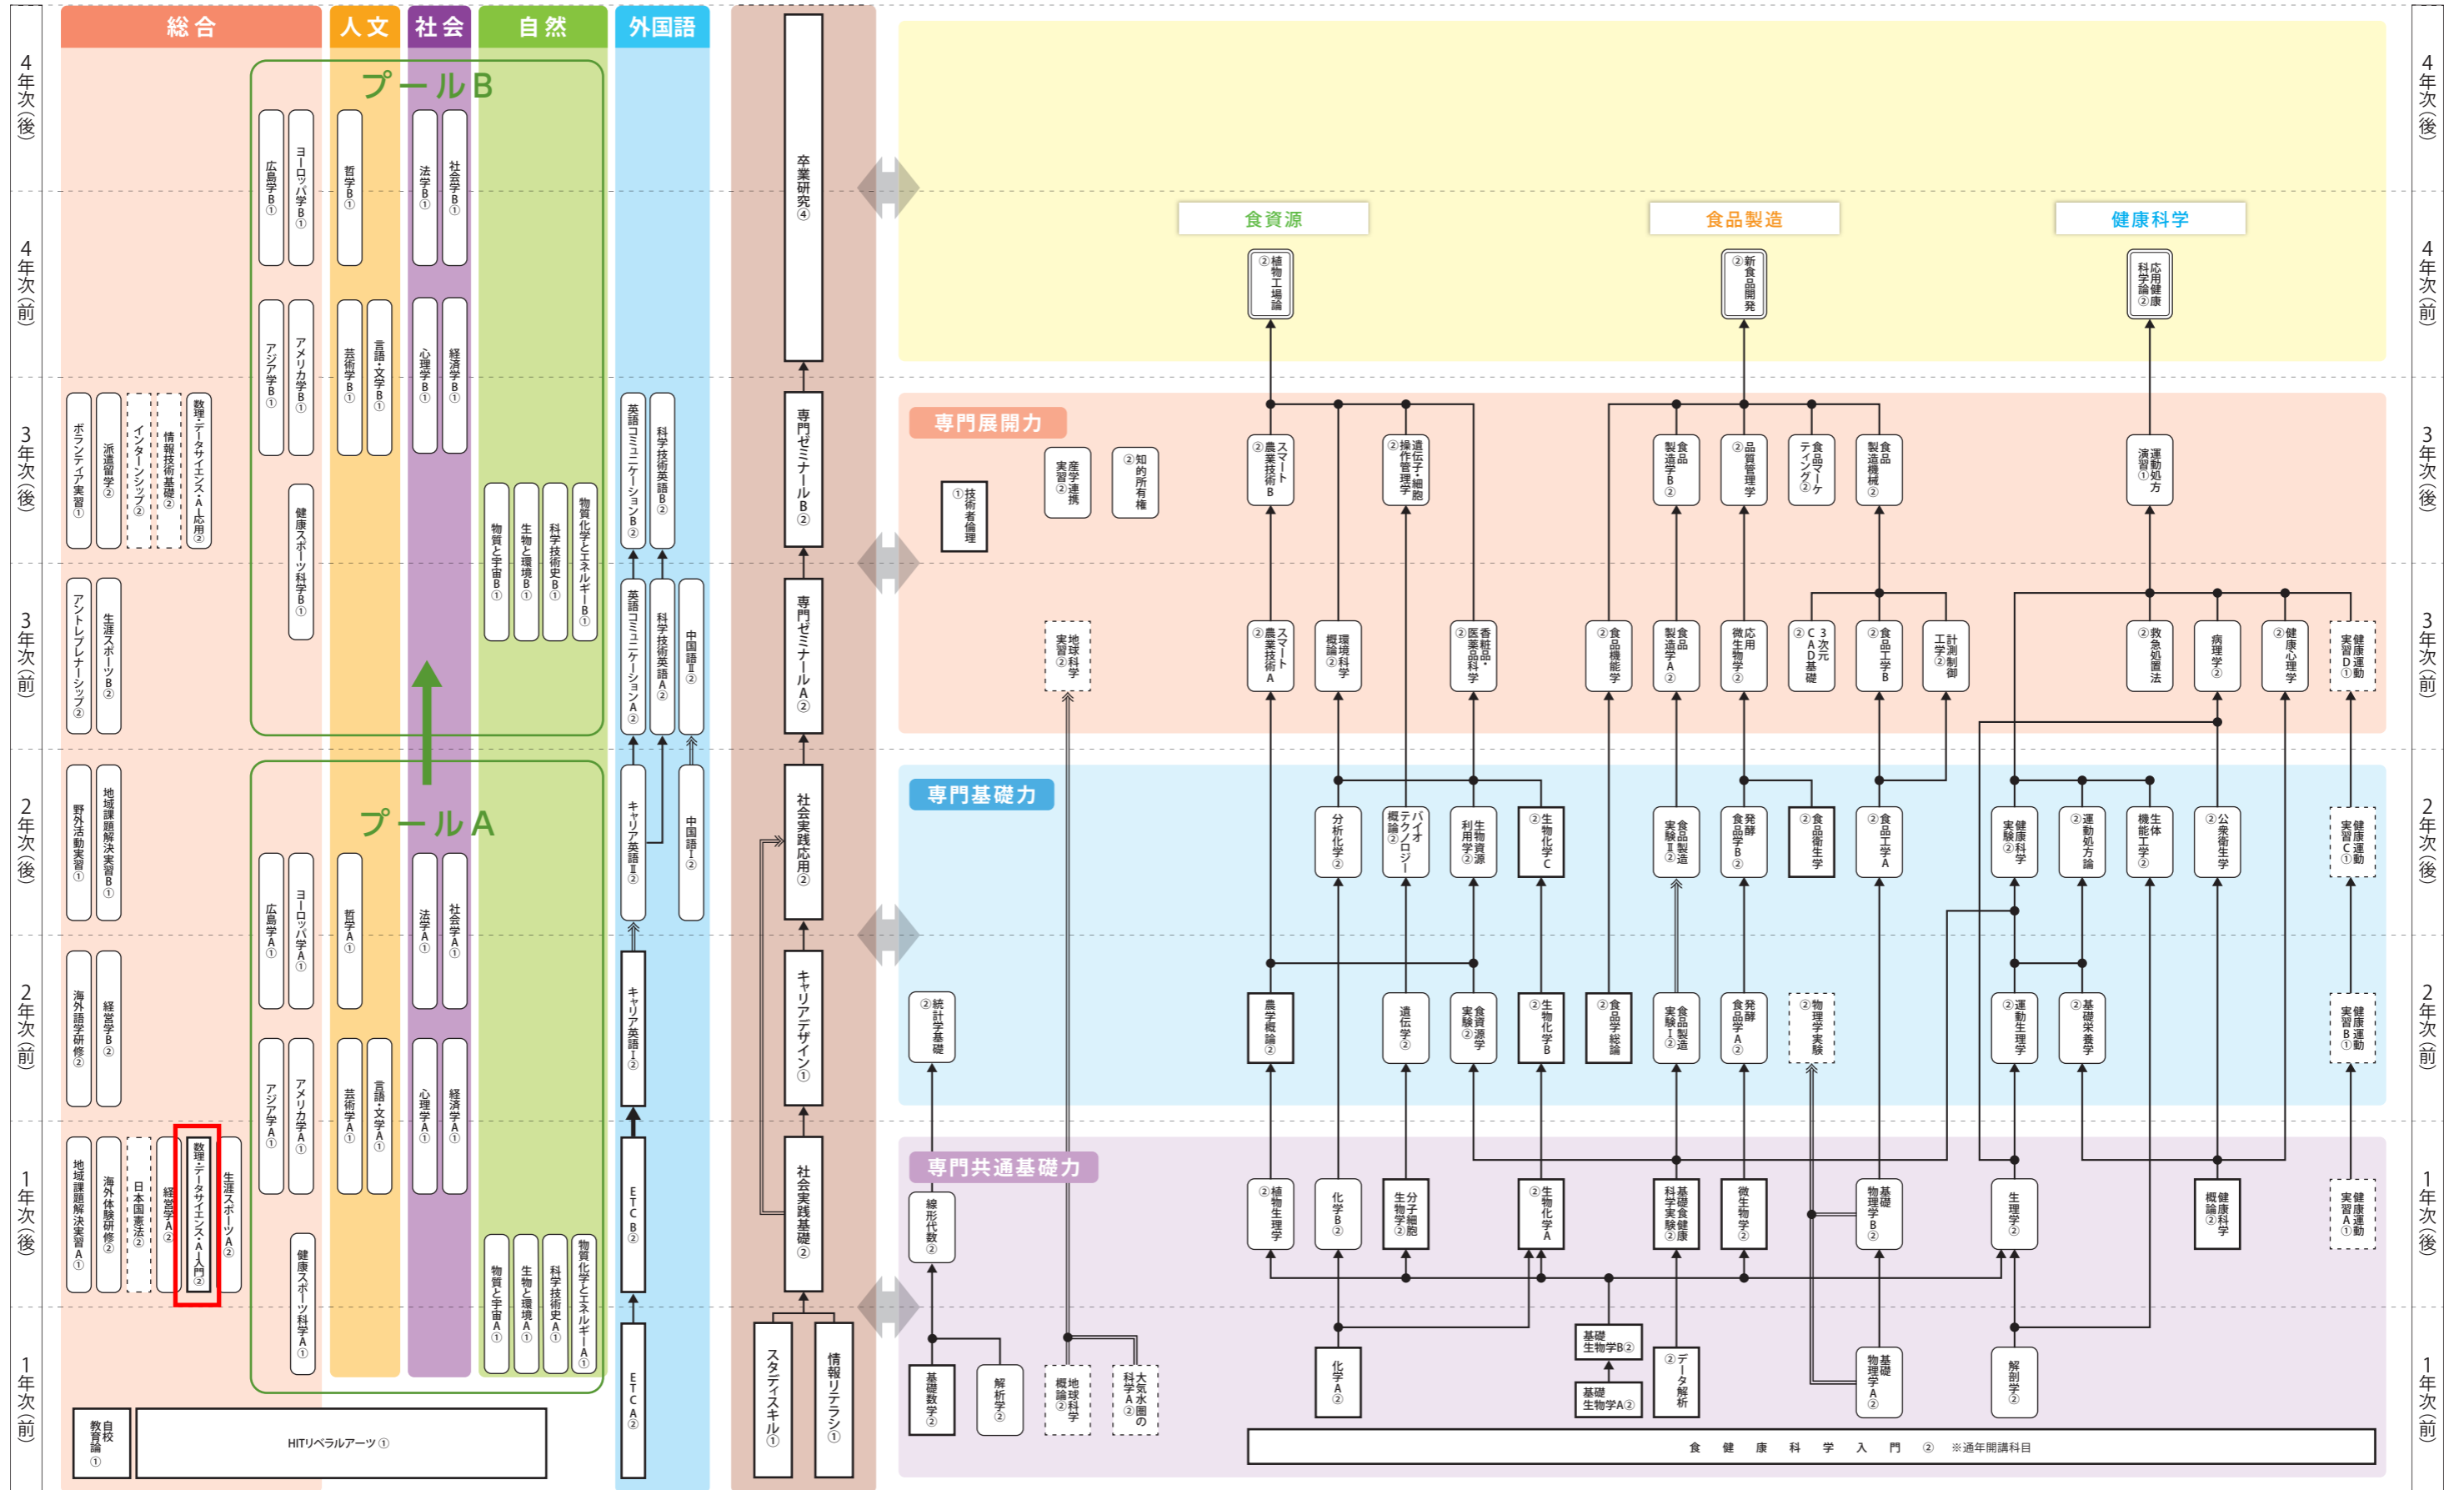 総合
人文
社会
自然
外国語
4年次(後)
4年次(前)
3年次(後)
3年次(前)
2年次(後)
2年次(前)
1年次(後)
1年次(前)
プールB
広島学B①
ヨーロッパ学B①
哲学B①
法学B①
社会学B①
アジア学B①
アメリカ学B①
芸術学B①
言語・文学B①
心理学B①
経済学B①
ボランティア実習①
派遣留学②
インターンシップ②
情報技術基礎②
数理・データサイエンス・AI応用②
健康スポーツ科学B①
物質と宇宙B①
生物と環境B①
科学技術史B①
物質化学とエネルギーB①
アントレプレナーシップ②
生涯スポーツB②
英語コミュニケーションB②
科学技術英語B②
英語コミュニケーションA②
科学技術英語A②
中国語Ⅱ②
プールA
野外活動実習①
地域課題解決実習B①
キャリア英語Ⅱ②
中国語Ⅰ②
広島学A①
ヨーロッパ学A①
哲学A①
法学A①
社会学A①
海外語学研修②
経営学B②
キャリア英語Ⅰ②
アジア学A①
アメリカ学A①
芸術学A①
言語・文学A①
心理学A①
経済学A①
地域課題解決実習A①
海外体験研修②
日本国憲法②
経営学A②
数理・データサイエンス・AI入門②
生涯スポーツA②
健康スポーツ科学A①
物質と宇宙A①
生物と環境A①
科学技術史A①
物質化学とエネルギーA①
ETC B②
ETC A②
自校
教育論①
HITリベラルアーツ ①
卒業研究④
専門ゼミナールB②
専門ゼミナールA②
社会実践応用②
キャリアデザイン①
社会実践基礎②
スタディスキル①
情報リテラシ①
食資源
食品製造
健康科学
植物工場論②
新食品開発②
応用健康
科学論②
専門展開力
技術者倫理①
産学連携
実習②
知的所有権②
スマート
農業技術B②
遺伝子・細胞
操作管理学②
食品
製造学B②
品質管理学②
食品マーケ
ティング②
食品
製造機械②
運動処方
演習①
地球科学
実習②
スマート
農業技術A②
環境科学
概論②
香粧品・
医薬品科学②
食品機能学②
食品
製造学A②
応用
微生物学②
3次元
CAD基礎②
食品工学B②
計測制御
工学②
救急処置法②
病理学②
健康心理学②
健康運動
実習D①
専門基礎力
分析化学②
バイオ
テクノロジー
概論②
生物資源
利用学②
生物化学C②
食品製造
実験Ⅱ②
発酵
食品学B②
食品衛生学②
食品工学A②
健康科学
実験②
運動処方論②
生体
機能工学②
公衆衛生学②
健康運動
実習C①
統計学基礎②
農学概論②
遺伝学②
食資源学
実験②
生物化学B②
食品学総論②
食品製造
実験Ⅰ②
発酵
食品学A②
物理学実験②
運動生理学②
基礎栄養学②
健康運動
実習B①
専門共通基礎力
線形代数②
植物生理学②
化学B②
分子細胞
生物学②
生物化学A②
基礎食健康
科学実験②
微生物学②
基礎
物理学B②
生理学②
健康科学
概論②
健康運動
実習A①
基礎数学②
解析学②
地球科学
概論②
大気水圏の
科学A②
化学A②
基礎
生物学B②
基礎
生物学A②
データ解析②
基礎
物理学A②
解剖学②
食健康科学入門② ※通年開講科目
4年次(後)
4年次(前)
3年次(後)
3年次(前)
2年次(後)
2年次(前)
1年次(後)
1年次(前)